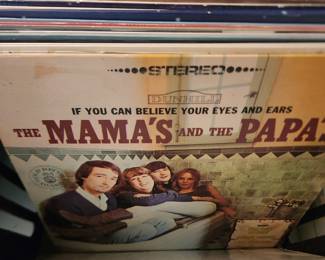 STEREO
DUNHILL
IF YOU CAN BELIEVE YOUR EYES AND EARS
THE MAMA'S AND THE PAPA'